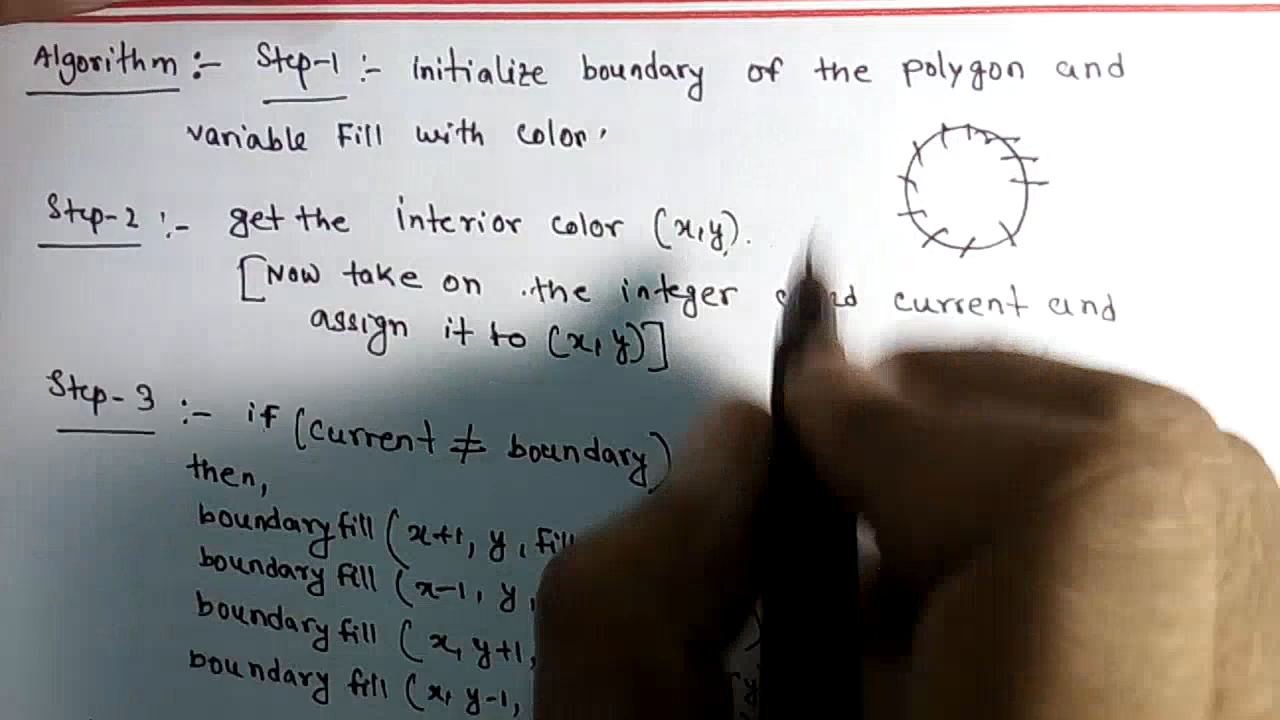 Algorithm :- Step-1 :- initialize boundary of the polygon and
variable Fill with color.
Step-2 :- get the interior color (x,y).
[Now take on the integer current and
assign it to (x, y)]
Step-3 :- if (current ≠ boundary)
then,
boundary fill (x+1, y, Fill
boundary fill (x-1, y,
boundary fill (x, y+1,
boundary fill (x, y-1,